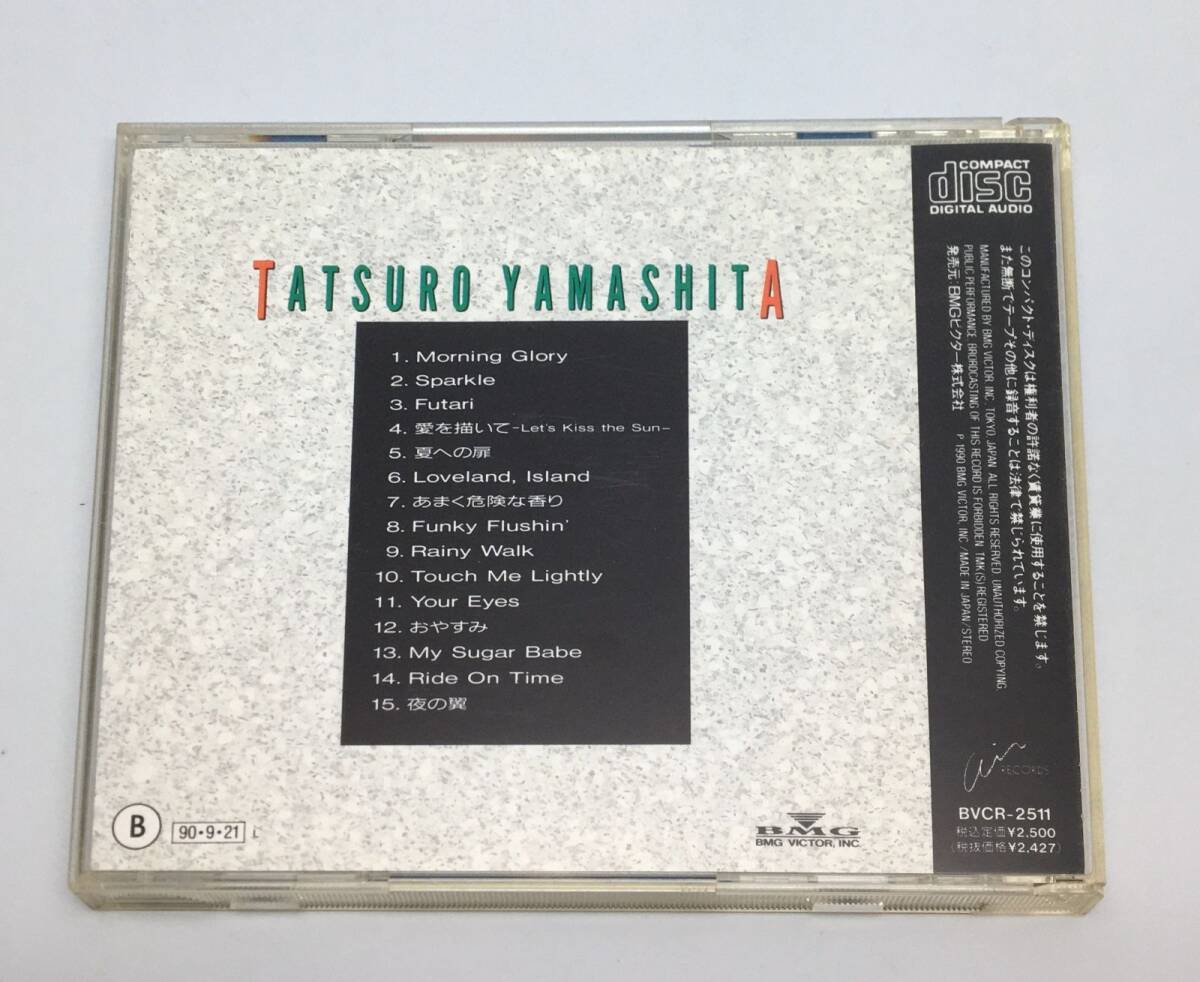 TATSURO YAMASHITA
1. Morning Glory
2. Sparkle
3. Futari
4. 愛を描いて-Let's Kiss the Sun-
5. 夏への扉
6. Loveland, Island
7. あまく危険な香り
8. Funky Flushin'
9. Rainy Walk
10. Touch Me Lightly
11. Your Eyes
12. おやすみ
13. My Sugar Babe
14. Ride On Time
15. 夜の翼
B
90・9・21 L
BMG
BMG VICTOR, INC.
COMPACT
disc
DIGITAL AUDIO
このコンパクト・ディスクは権利者の許諾なく賃貸業に使用することを禁じます。
また無断でテープその他に録音することは法律で禁じられています。
MANUFACTURED BY BMG VICTOR, INC. TOKYO, JAPAN. ALL RIGHTS RESERVED. UNAUTHORIZED COPYING.
PUBLIC PERFORMANCE. BRORDCASTING OF THIS RECORD IS FORBIDDEN. TMK(S) REGISTERED
発売元 BMGビクター株式会社
P 1990 BMG VICTOR, INC./MADE IN JAPAN/STEREO
air RECORDS
BVCR-2511
税込定価¥2,500
(税抜価格¥2,427)